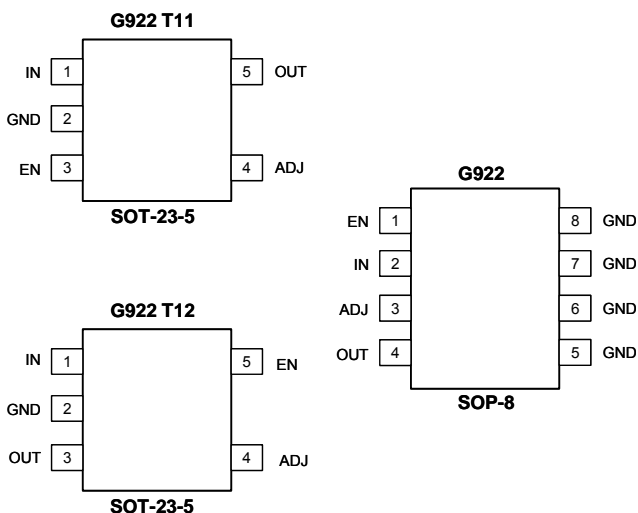 G922 T11
IN 1 5 OUT
GND 2
EN 3 4 ADJ
SOT-23-5
G922
EN 1 8 GND
IN 2 7 GND
ADJ 3 6 GND
OUT 4 5 GND
SOP-8
G922 T12
IN 1 5 EN
GND 2
OUT 3 4 ADJ
SOT-23-5